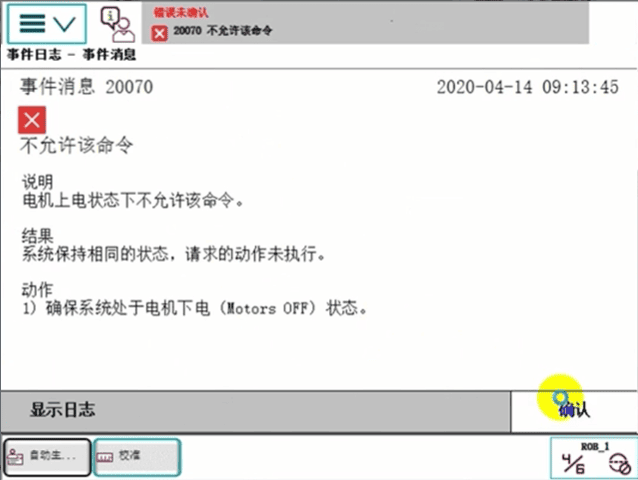 错误未确认
20070 不允许该命令
事件日志 - 事件消息
事件消息 20070
2020-04-14 09:13:45
不允许该命令
说明
电机上电状态下不允许该命令。
结果
系统保持相同的状态，请求的动作未执行。
动作
1) 确保系统处于电机下电 (Motors OFF) 状态。
显示日志
确认
自动生...
校准
ROB_1